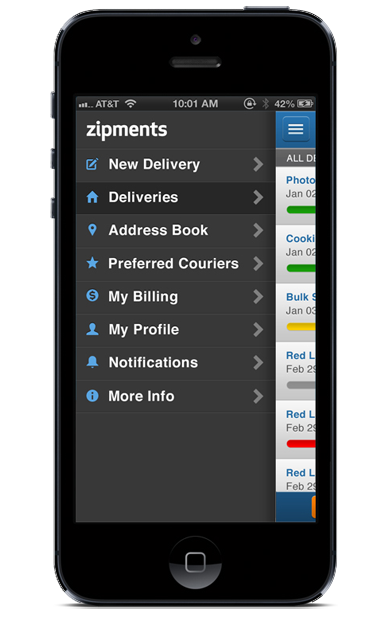 AT&T 10:01 AM 42%
zipments
New Delivery
Deliveries
Address Book
Preferred Couriers
My Billing
My Profile
Notifications
More Info
ALL DE
Photo
Jan 02
Cooki
Jan 02
Bulk S
Jan 03
Red L
Feb 29
Red L
Feb 29
Red L
Feb 29